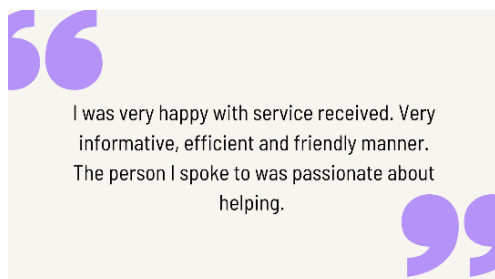 I was very happy with service received. Very
informative, efficient and friendly manner.
The person I spoke to was passionate about
helping.